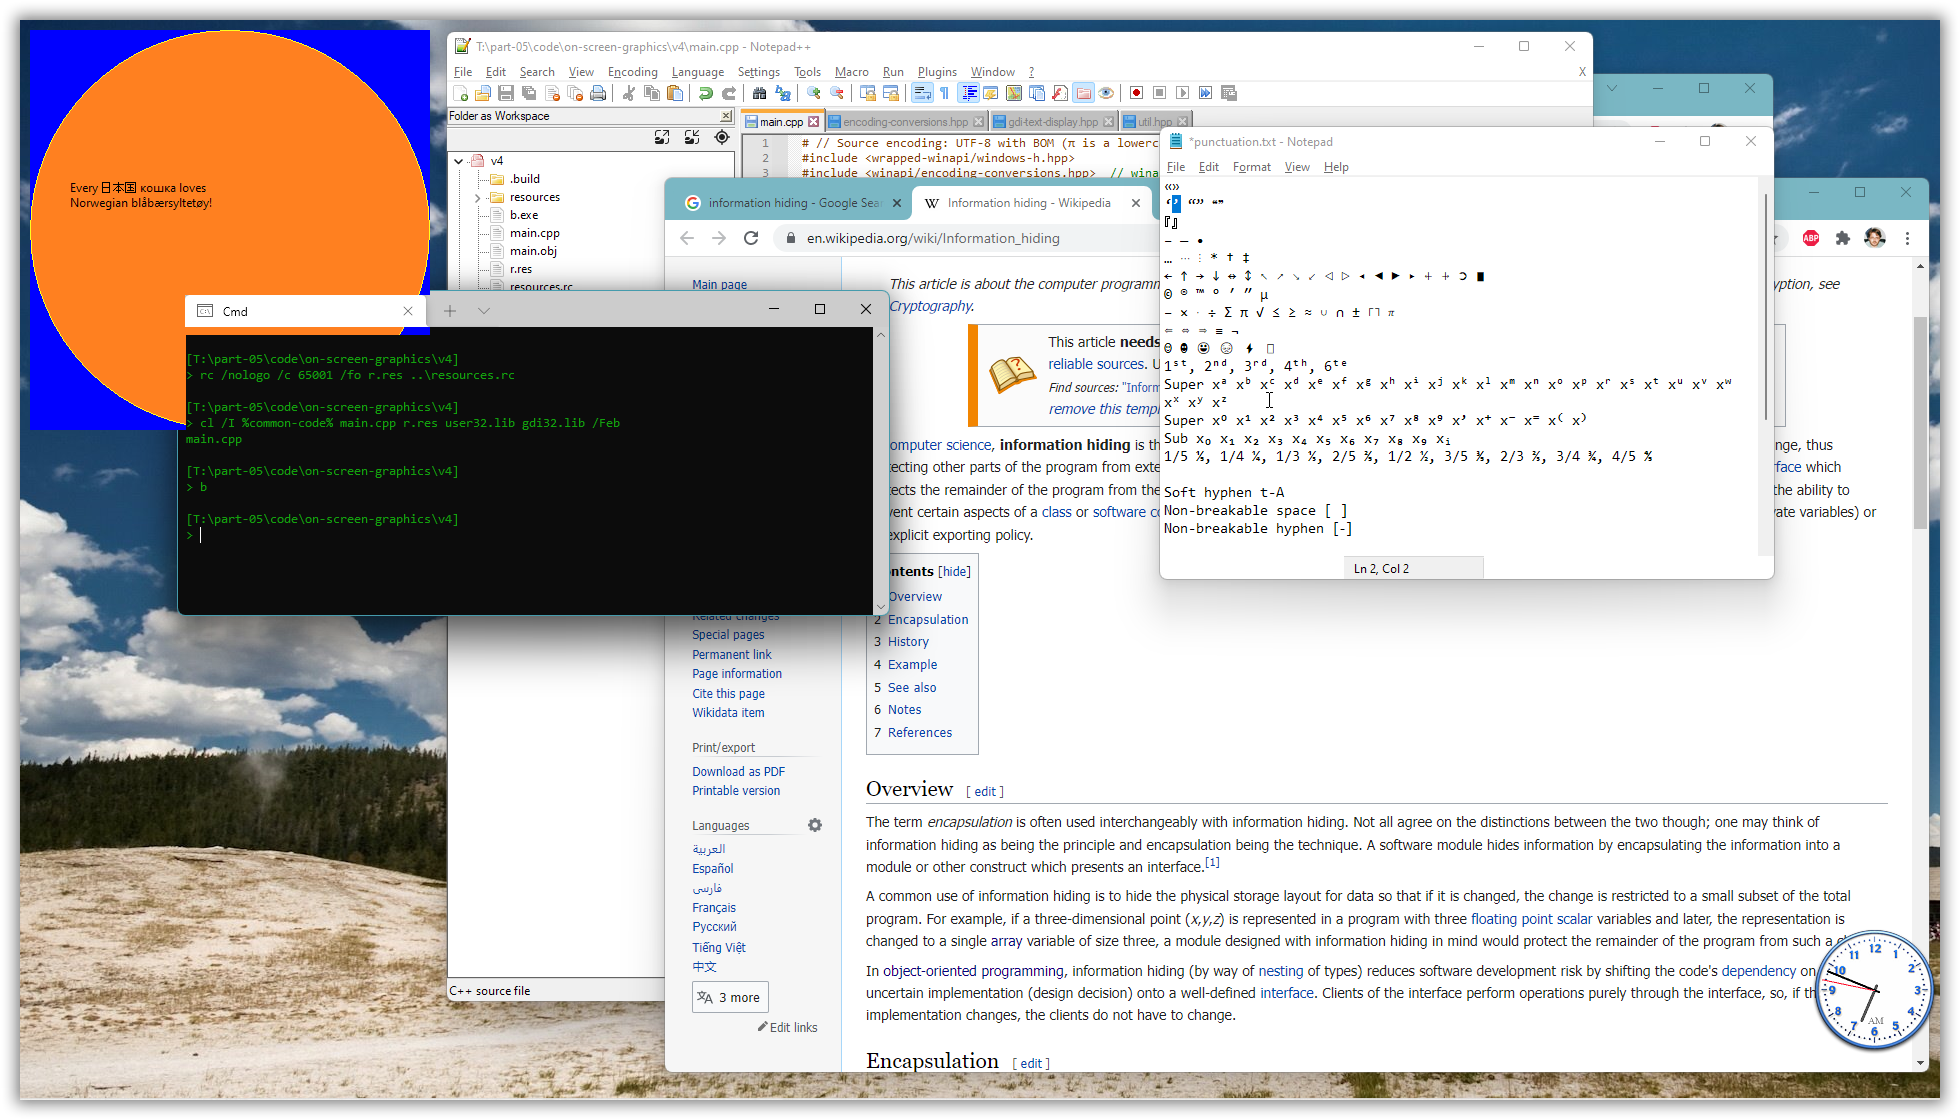 Every 日本国 кошка loves
Norwegian blåbærsyltetøy!
T:\part-05\code\on-screen-graphics\v4\main.cpp - Notepad++
File Edit Search View Encoding Language Settings Tools Macro Run Plugins Window ? X
Folder as Workspace
v4
.build
resources
b.exe
main.cpp
main.obj
r.res
resources.rc
main.cpp encoding-conversions.hpp gdi-text-display.hpp util.hpp
1 # // Source encoding: UTF-8 with BOM (π is a lowerc
2 #include <wrapped-winapi/windows-h.hpp>
3 #include <winapi/encoding-conversions.hpp> // wina
C++ source file
Cmd
[T:\part-05\code\on-screen-graphics\v4]
> rc /nologo /c 65001 /fo r.res ..\resources.rc
[T:\part-05\code\on-screen-graphics\v4]
> cl /I %common-code% main.cpp r.res user32.lib gdi32.lib /Feb
main.cpp
[T:\part-05\code\on-screen-graphics\v4]
> b
[T:\part-05\code\on-screen-graphics\v4]
>
*punctuation.txt - Notepad
File Edit Format View Help
«»
‘’ “” ❝❞
『』
– — •
… ⋯ ⋮ * † ‡
© ® ™ º ′ ″ µ
− × · ÷ Σ π √ ≤ ≥ ≈ ∪ ∩ ±
⇐ ⇔ ⇒ ≡ ¬
1ˢᵗ, 2ⁿᵈ, 3ʳᵈ, 4ᵗʰ, 6ᵗᵉ
Super xᵃ xᵇ xᶜ xᵈ xᵉ xᶠ xᵍ xʰ xⁱ xʲ xᵏ xˡ xᵐ xⁿ xᵒ xᵖ xʳ xˢ xᵗ xᵘ xᵛ xʷ
xˣ xʸ xᶻ
Super x⁰ x¹ x² x³ x⁴ x⁵ x⁶ x⁷ x⁸ x⁹ x’ x⁺ x⁻ x⁼ x⁽ x⁾
Sub x₀ x₁ x₂ x₃ x₄ x₅ x₆ x₇ x₈ x₉ xᵢ
1/5 ⅕, 1/4 ¼, 1/3 ⅓, 2/5 ⅖, 1/2 ½, 3/5 ⅗, 2/3 ⅔, 3/4 ¾, 4/5 ⅘
Soft hyphen t-A
Non-breakable space [ ]
Non-breakable hyphen [-]
Ln 2, Col 2
information hiding - Google Sea
Information hiding - Wikipedia
en.wikipedia.org/wiki/Information_hiding
ABP
Main page
Related changes
Special pages
Permanent link
Page information
Cite this page
Wikidata item
Print/export
Download as PDF
Printable version
Languages
العربية
Español
فارسی
Français
Русский
Tiếng Việt
中文
3 more
Edit links
This article is about the computer programm yption, see
Cryptography.
This article needs
reliable sources. U
Find sources: "Inform
remove this templ
omputer science, information hiding is th nge, thus
tecting other parts of the program from exte rface which
tects the remainder of the program from the the ability to
vent certain aspects of a class or software co vate variables) or
explicit exporting policy.
ntents [hide]
Overview
2 Encapsulation
3 History
4 Example
5 See also
6 Notes
7 References
Overview [ edit ]
The term encapsulation is often used interchangeably with information hiding. Not all agree on the distinctions between the two though; one may think of
information hiding as being the principle and encapsulation being the technique. A software module hides information by encapsulating the information into a
module or other construct which presents an interface.[1]
A common use of information hiding is to hide the physical storage layout for data so that if it is changed, the change is restricted to a small subset of the total
program. For example, if a three-dimensional point (x,y,z) is represented in a program with three floating point scalar variables and later, the representation is
changed to a single array variable of size three, a module designed with information hiding in mind would protect the remainder of the program from such a
In object-oriented programming, information hiding (by way of nesting of types) reduces software development risk by shifting the code's dependency on
uncertain implementation (design decision) onto a well-defined interface. Clients of the interface perform operations purely through the interface, so, if th
implementation changes, the clients do not have to change.
Encapsulation [ edit ]
12 1 2 3 4 5 6 7 8 9 10 11
AM